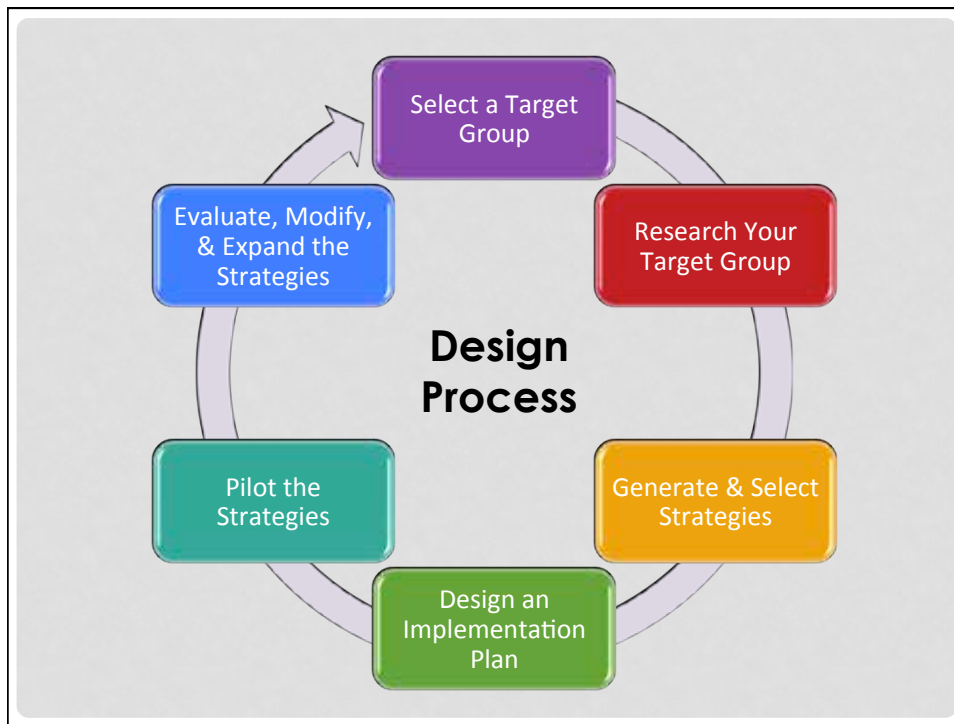 Select a Target
Group
Research Your
Target Group
Generate & Select
Strategies
Design an
Implementation
Plan
Pilot the
Strategies
Evaluate, Modify,
& Expand the
Strategies
Design
Process